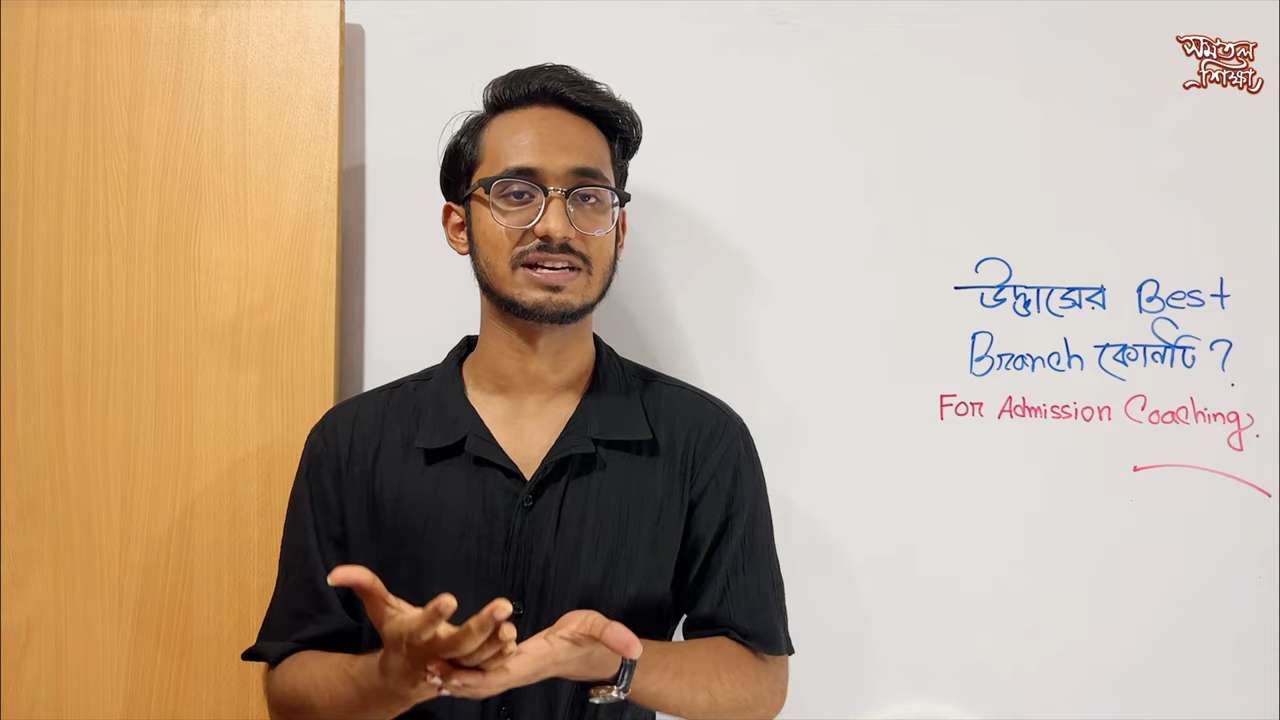 সমতল
শিক্ষা
উদ্ভাসের Best
Branch কোনটি ?
For Admission Coaching.